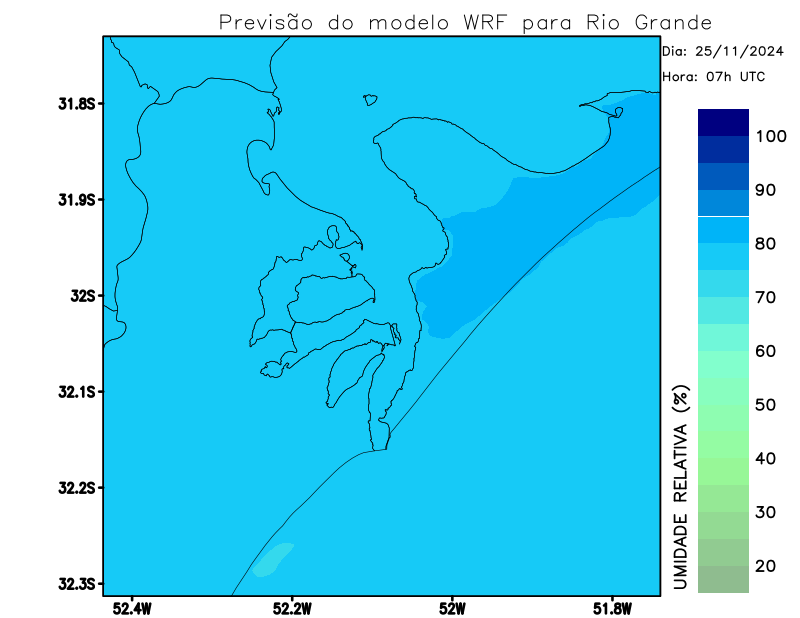 Previsão do modelo WRF para Rio Grande
Dia: 25/11/2024
Hora: 07h UTC
31.8S
31.9S
32S
32.1S
32.2S
32.3S
52.4W
52.2W
52W
51.8W
100
90
80
70
60
50
40
30
20
UMIDADE RELATIVA (%)